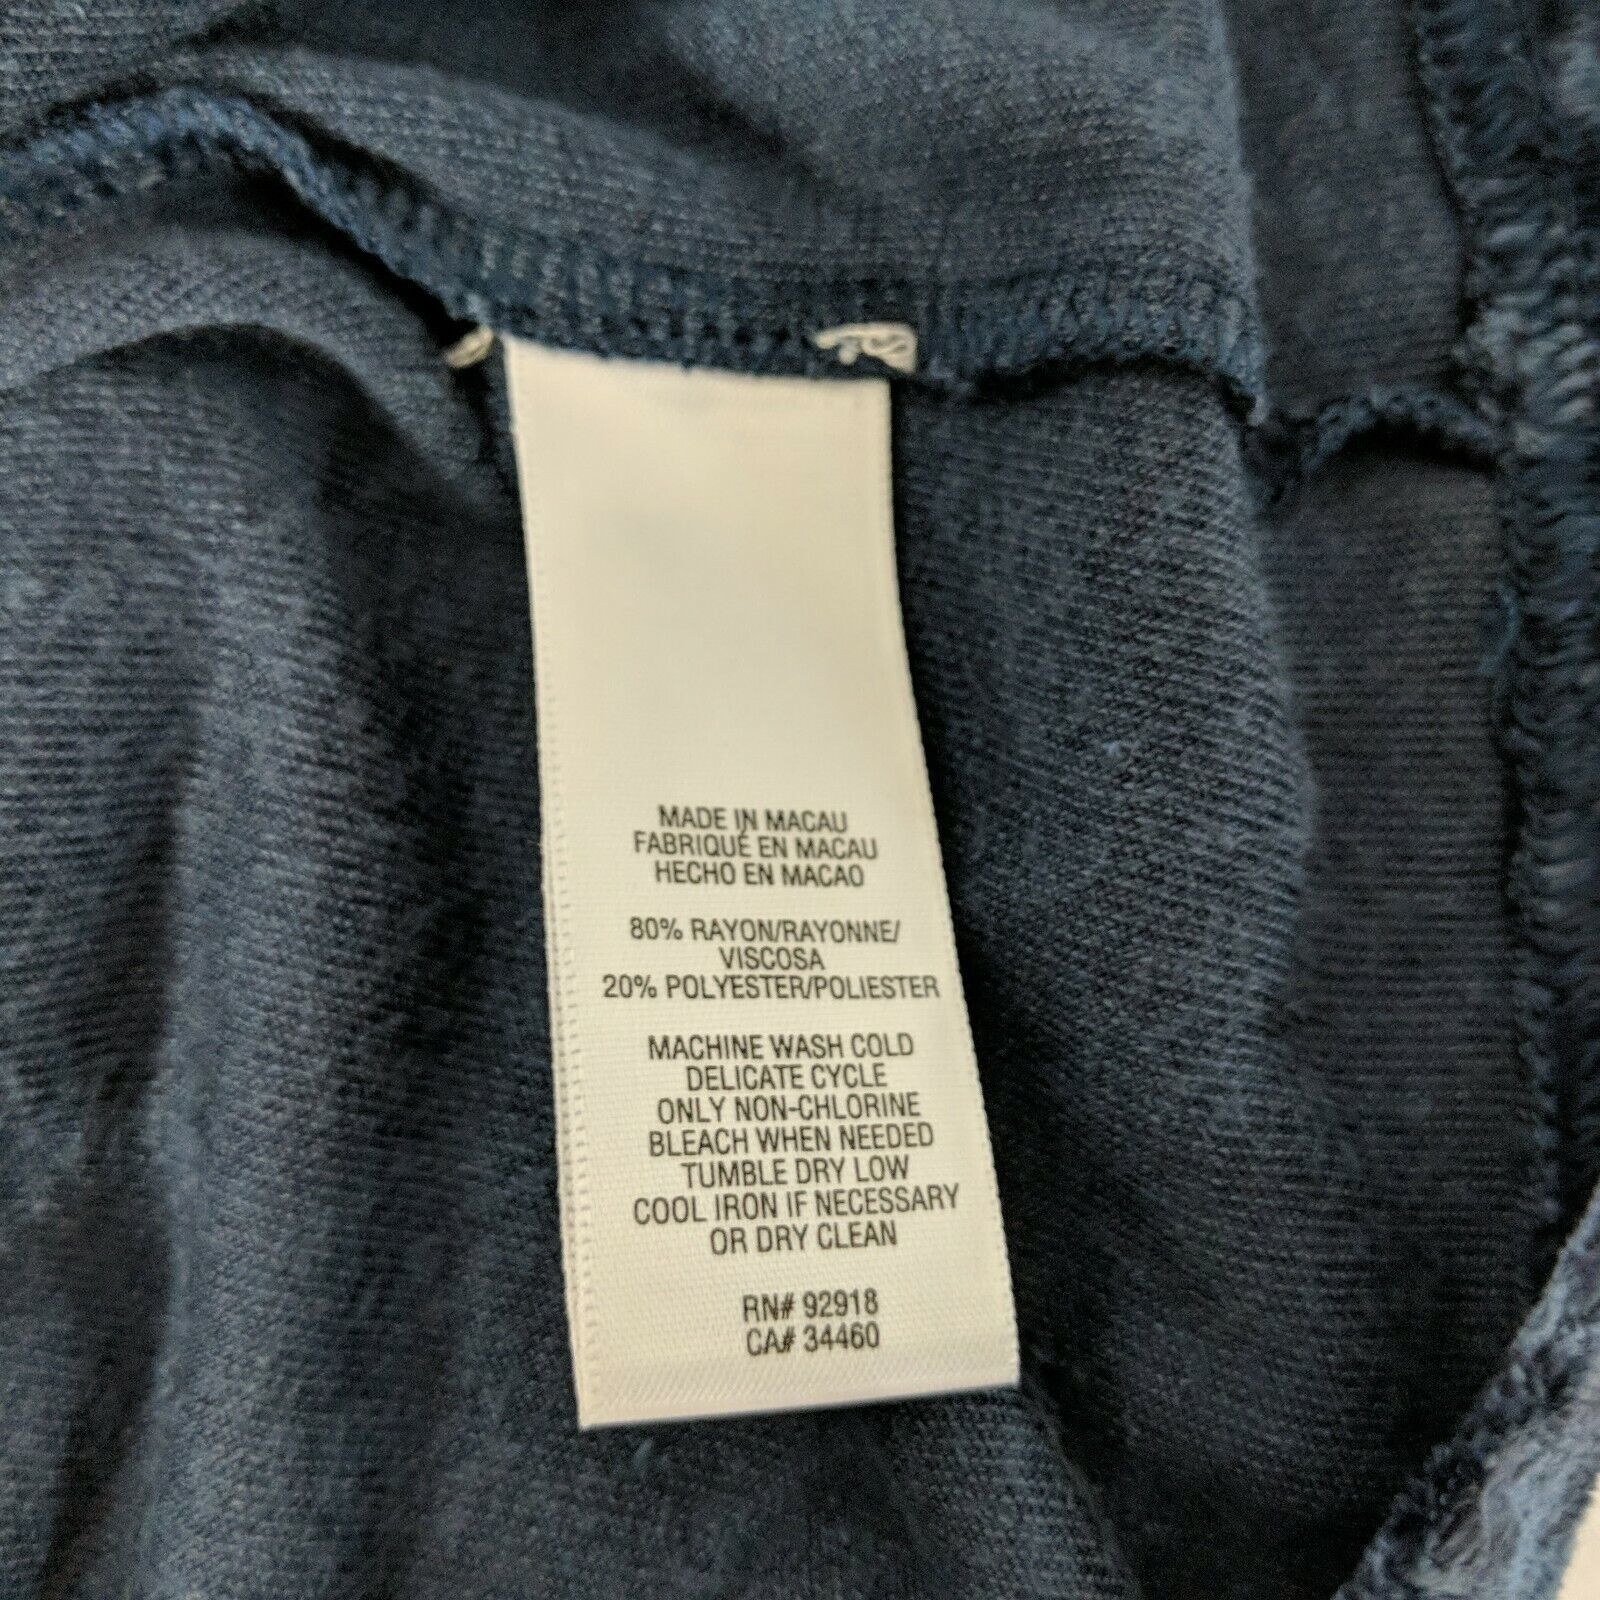 MADE IN MACAU
FABRIQUÉ EN MACAU
HECHO EN MACAO
80% RAYON/RAYONNE/
VISCOSA
20% POLYESTER/POLIESTER
MACHINE WASH COLD
DELICATE CYCLE
ONLY NON-CHLORINE
BLEACH WHEN NEEDED
TUMBLE DRY LOW
COOL IRON IF NECESSARY
OR DRY CLEAN
RN# 92918
CA# 34460